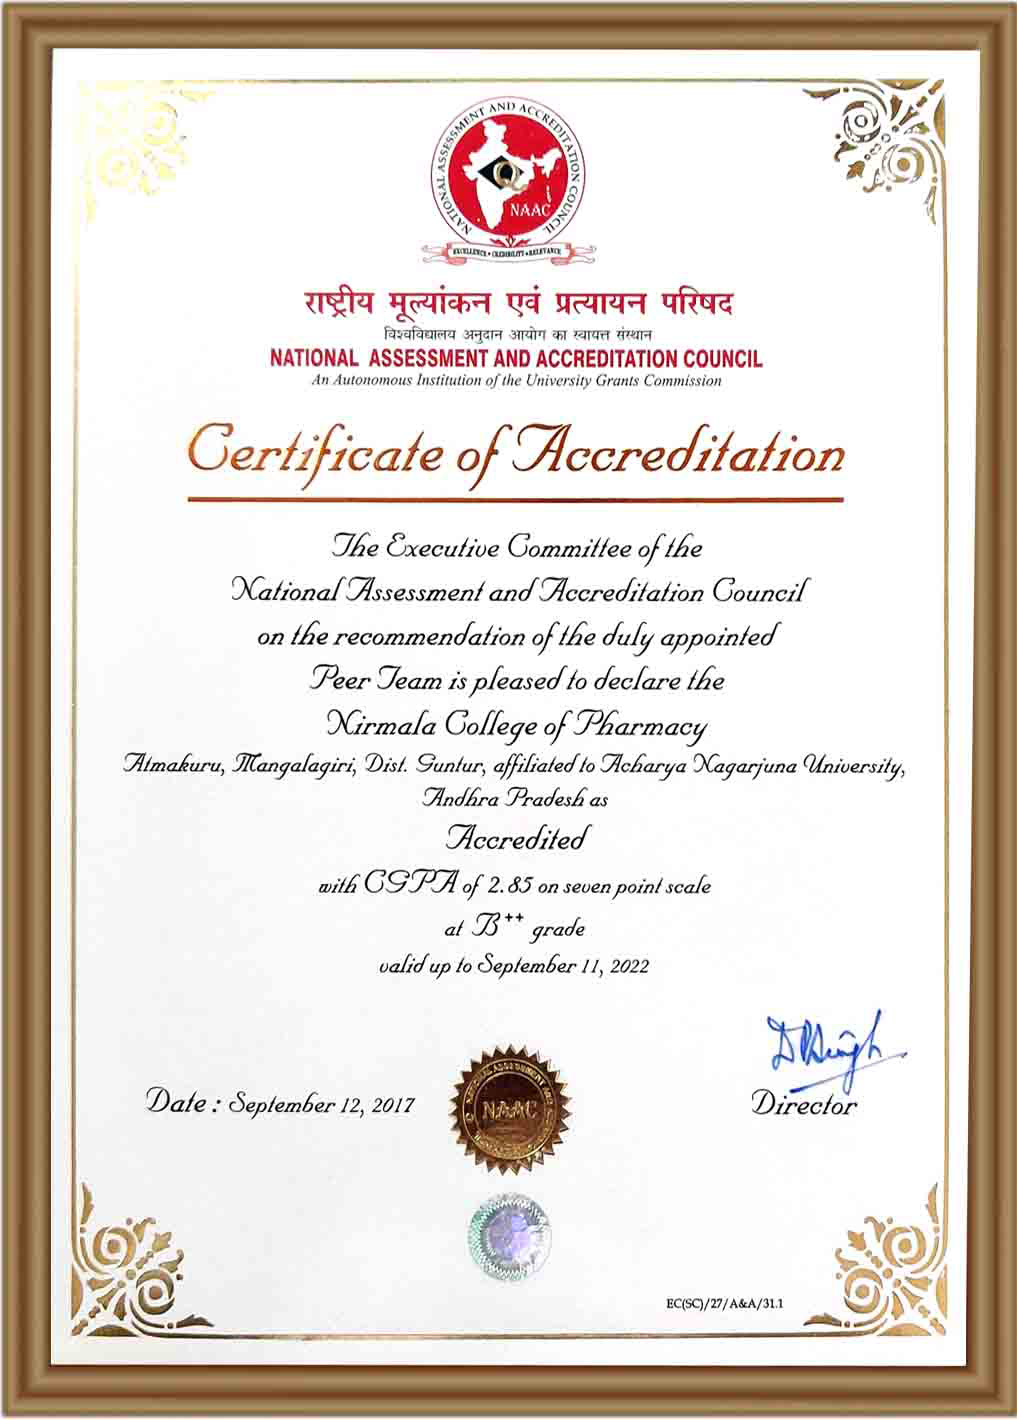 NATIONAL ASSESSMENT AND ACCREDITATION COUNCIL
Q
NAAC
EXCELLENCE • CREDIBILITY • RELEVANCE
राष्ट्रीय मूल्यांकन एवं प्रत्यायन परिषद
विश्वविद्यालय अनुदान आयोग का स्वायत्त संस्थान
NATIONAL ASSESSMENT AND ACCREDITATION COUNCIL
An Autonomous Institution of the University Grants Commission
Certificate of Accreditation
The Executive Committee of the
National Assessment and Accreditation Council
on the recommendation of the duly appointed
Peer Team is pleased to declare the
Nirmala College of Pharmacy
Atmakuru, Mangalagiri, Dist. Guntur, affiliated to Acharya Nagarjuna University,
Andhra Pradesh as
Accredited
with CGPA of 2.85 on seven point scale
at B++ grade
valid up to September 11, 2022
Date : September 12, 2017
NAAC
Director
EC(SC)/27/A&A/31.1